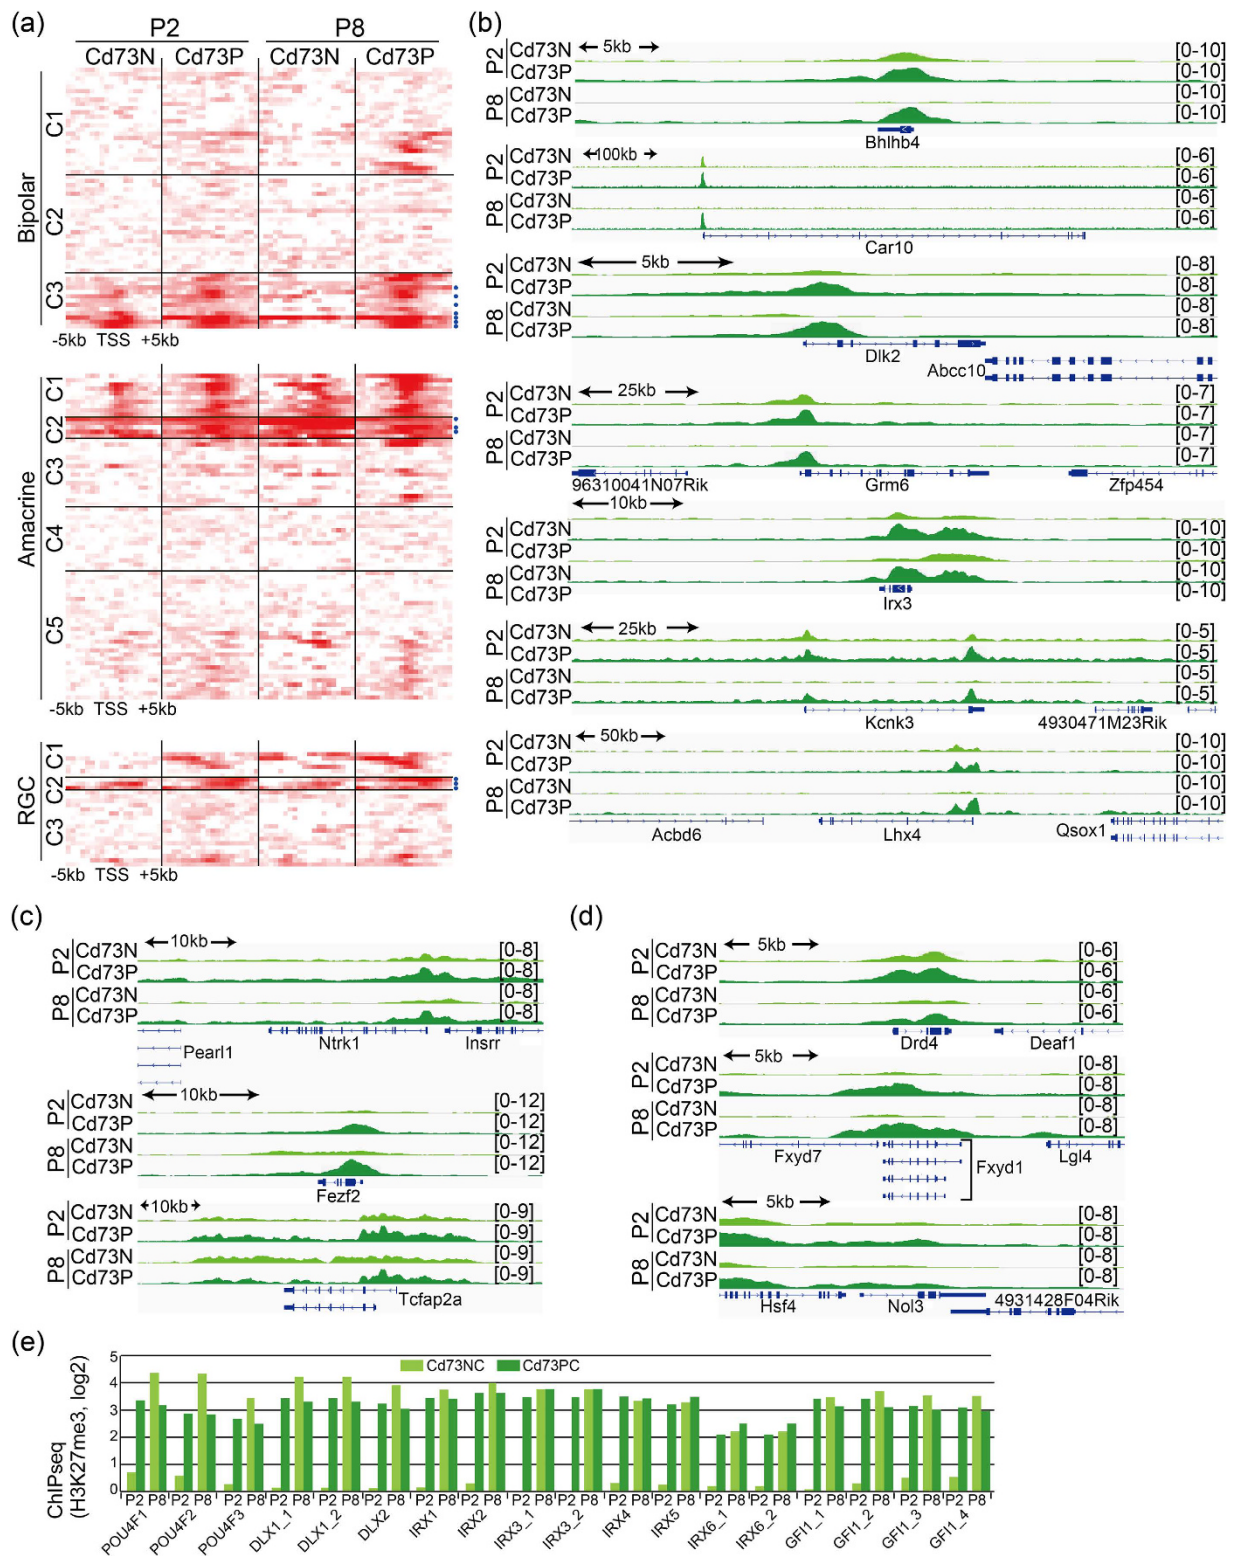 (a)
P2 P8
Cd73N Cd73P Cd73N Cd73P
Bipolar
C1
C2
C3
-5kb TSS +5kb
Amacrine
C1
C2
C3
C4
C5
-5kb TSS +5kb
RGC
C1
C2
C3
-5kb TSS +5kb
(b)
P2 Cd73N 5kb [0-10]
Cd73P [0-10]
P8 Cd73N [0-10]
Cd73P [0-10]
Bhlhb4
P2 Cd73N 100kb [0-6]
Cd73P [0-6]
P8 Cd73N [0-6]
Cd73P [0-6]
Car10
P2 Cd73N 5kb [0-8]
Cd73P [0-8]
P8 Cd73N [0-8]
Cd73P [0-8]
Dlk2
Abcc10
P2 Cd73N 25kb [0-7]
Cd73P [0-7]
P8 Cd73N [0-7]
Cd73P [0-7]
96310041N07Rik Grm6 Zfp454
10kb
P2 Cd73N [0-10]
Cd73P [0-10]
P8 Cd73N [0-10]
Cd73P [0-10]
Irx3
P2 Cd73N 25kb [0-5]
Cd73P [0-5]
P8 Cd73N [0-5]
Cd73P [0-5]
Kcnk3 4930471M23Rik
P2 Cd73N 50kb [0-10]
Cd73P [0-10]
P8 Cd73N [0-10]
Cd73P [0-10]
Acbd6 Lhx4 Qsox1
(c)
P2 Cd73N 10kb [0-8]
Cd73P [0-8]
P8 Cd73N [0-8]
Cd73P [0-8]
Pearl1 Ntrk1 Insrr
P2 Cd73N 10kb [0-12]
Cd73P [0-12]
P8 Cd73N [0-12]
Cd73P [0-12]
Fezf2
P2 Cd73N 10kb [0-9]
Cd73P [0-9]
P8 Cd73N [0-9]
Cd73P [0-9]
Tcfap2a
(d)
P2 Cd73N 5kb [0-6]
Cd73P [0-6]
P8 Cd73N [0-6]
Cd73P [0-6]
Drd4 Deaf1
P2 Cd73N 5kb [0-8]
Cd73P [0-8]
P8 Cd73N [0-8]
Cd73P [0-8]
Fxyd7 Fxyd1 Lgl4
P2 Cd73N 5kb [0-8]
Cd73P [0-8]
P8 Cd73N [0-8]
Cd73P [0-8]
Hsf4 Nol3 4931428F04Rik
(e)
ChIPseq
(H3K27me3, log2)
5
4
3
2
1
0
Cd73NC Cd73PC
P2 P8 P2 P8 P2 P8 P2 P8 P2 P8 P2 P8 P2 P8 P2 P8 P2 P8 P2 P8 P2 P8 P2 P8 P2 P8 P2 P8 P2 P8 P2 P8 P2 P8 P2 P8
POU4F1 POU4F2 POU4F3 DLX1_1 DLX1_2 DLX2 IRX1 IRX2 IRX3_1 IRX3_2 IRX4 IRX5 IRX6_1 IRX6_2 GFI1_1 GFI1_2 GFI1_3 GFI1_4